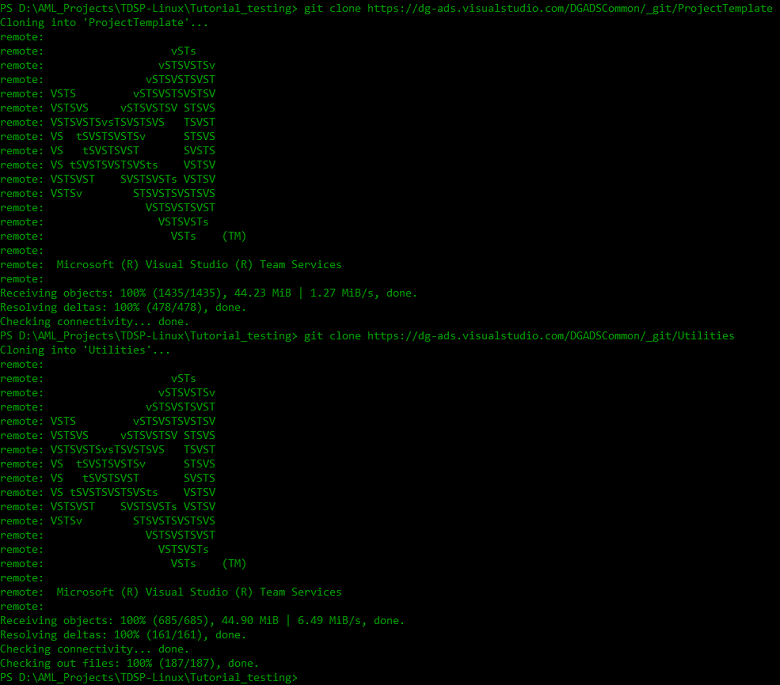 PS D:\AML_Projects\TDSP-Linux\Tutorial_testing> git clone https://dg-ads.visualstudio.com/DGADSCommon/_git/ProjectTemplate
Cloning into 'ProjectTemplate'...
remote:
remote:                    vSTs
remote:                  vSTSVSTSv
remote:                vSTSVSTSVST
remote: VSTS         vSTSVSTSVSTSV
remote: VSTSVS     vSTSVSTSV STSVS
remote: VSTSVSTSvsTSVSTSVS   TSVST
remote: VS  tSVSTSVSTSv      STSVS
remote: VS   tSVSTSVST       SVSTS
remote: VS tSVSTSVSTSVSts    VSTSV
remote: VSTSVST    SVSTSVSTs VSTSV
remote: VSTSv        STSVSTSVSTSVS
remote:                VSTSVSTSVST
remote:                  VSTSVSTs
remote:                    VSTs    (TM)
remote:
remote:  Microsoft (R) Visual Studio (R) Team Services
remote:
Receiving objects: 100% (1435/1435), 44.23 MiB | 1.27 MiB/s, done.
Resolving deltas: 100% (478/478), done.
Checking connectivity... done.
PS D:\AML_Projects\TDSP-Linux\Tutorial_testing> git clone https://dg-ads.visualstudio.com/DGADSCommon/_git/Utilities
Cloning into 'Utilities'...
remote:
remote:                    vSTs
remote:                  vSTSVSTSv
remote:                vSTSVSTSVST
remote: VSTS         vSTSVSTSVSTSV
remote: VSTSVS     vSTSVSTSV STSVS
remote: VSTSVSTSvsTSVSTSVS   TSVST
remote: VS  tSVSTSVSTSv      STSVS
remote: VS   tSVSTSVST       SVSTS
remote: VS tSVSTSVSTSVSts    VSTSV
remote: VSTSVST    SVSTSVSTs VSTSV
remote: VSTSv        STSVSTSVSTSVS
remote:                VSTSVSTSVST
remote:                  VSTSVSTs
remote:                    VSTs    (TM)
remote:
remote:  Microsoft (R) Visual Studio (R) Team Services
remote:
Receiving objects: 100% (685/685), 44.90 MiB | 6.49 MiB/s, done.
Resolving deltas: 100% (161/161), done.
Checking connectivity... done.
Checking out files: 100% (187/187), done.
PS D:\AML_Projects\TDSP-Linux\Tutorial_testing>